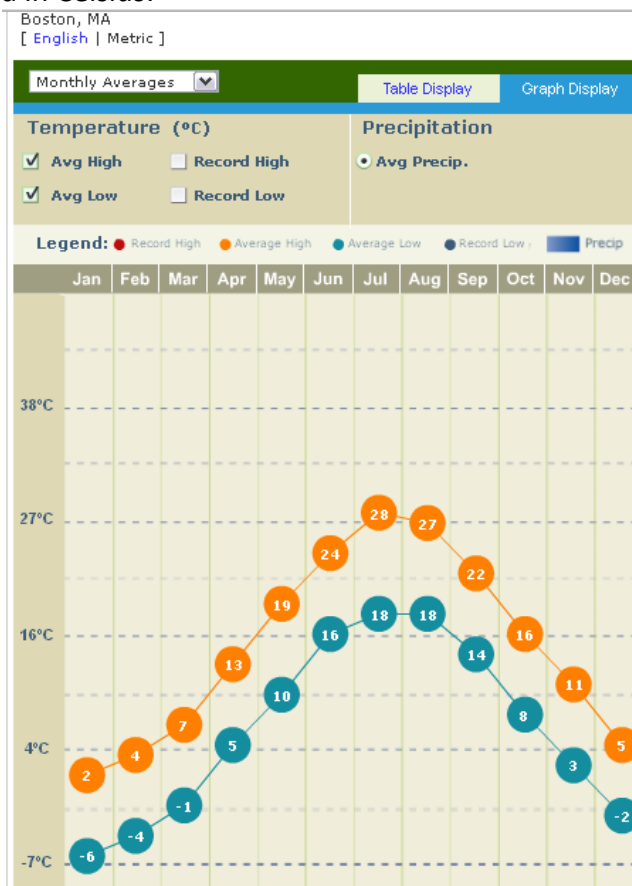 Boston, MA
[ English | Metric ]
Monthly Averages
Table Display
Graph Display
Temperature (ºC)
Precipitation
Avg High
Record High
Avg Precip.
Avg Low
Record Low
Legend: Record High Average High Average Low Record Low Precip
Jan Feb Mar Apr May Jun Jul Aug Sep Oct Nov Dec
38ºC
27ºC
28
27
24
22
19
18
18
16ºC
16
16
14
13
11
10
8
7
4ºC
5
5
4
3
2
-1
-2
-4
-7ºC
-6